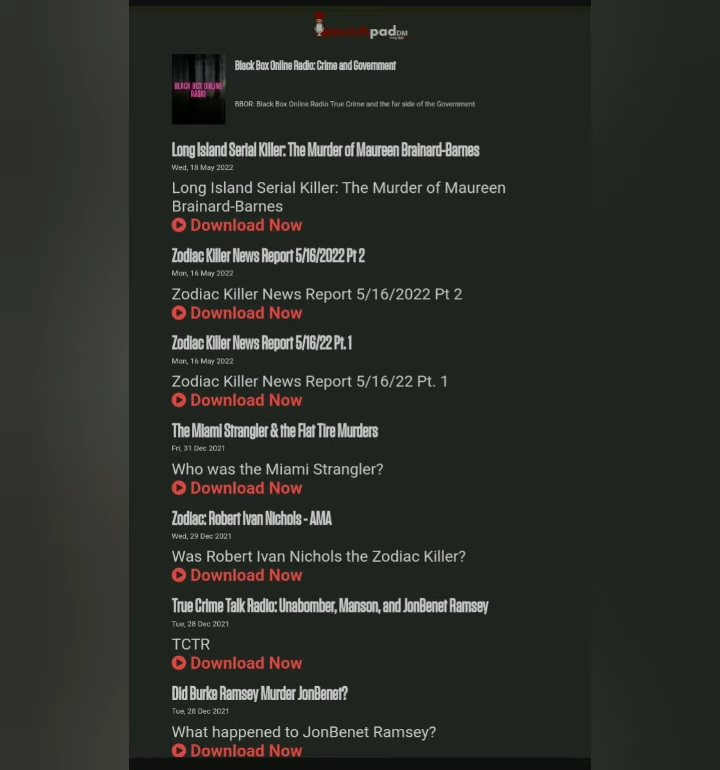 padDM
Black Box Online Radio: Crime and Government
BLACK BOX ONLINE
RADIO
BBOR: Black Box Online Radio True Crime and the far side of the Government
Long Island Serial Killer: The Murder of Maureen Brainard-Barnes
Wed, 18 May 2022
Long Island Serial Killer: The Murder of Maureen
Brainard-Barnes
Download Now
Zodiac Killer News Report 5/16/2022 Pt 2
Mon, 16 May 2022
Zodiac Killer News Report 5/16/2022 Pt 2
Download Now
Zodiac Killer News Report 5/16/22 Pt. 1
Mon, 16 May 2022
Zodiac Killer News Report 5/16/22 Pt. 1
Download Now
The Miami Strangler & the Flat Tire Murders
Fri, 31 Dec 2021
Who was the Miami Strangler?
Download Now
Zodiac: Robert Ivan Nichols - AMA
Wed, 29 Dec 2021
Was Robert Ivan Nichols the Zodiac Killer?
Download Now
True Crime Talk Radio: Unabomber, Manson, and JonBenet Ramsey
Tue, 28 Dec 2021
TCTR
Download Now
Did Burke Ramsey Murder JonBenet?
Tue, 28 Dec 2021
What happened to JonBenet Ramsey?
Download Now